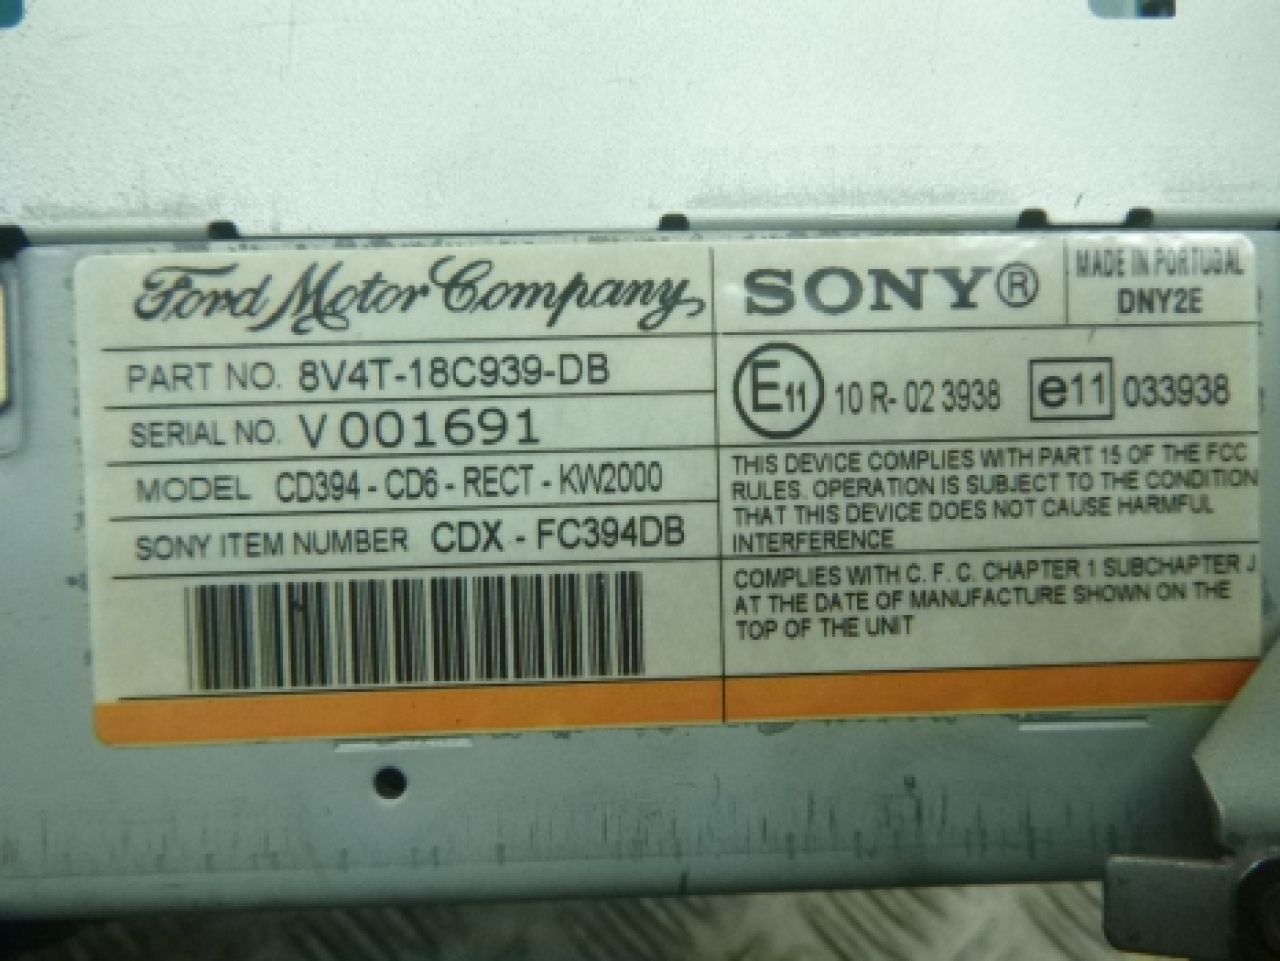 Ford Motor Company
PART NO. 8V4T-18C939-DB
SERIAL NO. V001691
MODEL CD394 - CD6 - RECT - KW2000
SONY ITEM NUMBER CDX - FC394DB
SONY®
MADE IN PORTUGAL
DNY2E
E11 10 R- 02 3938 e11 033938
THIS DEVICE COMPLIES WITH PART 15 OF THE FCC
RULES. OPERATION IS SUBJECT TO THE CONDITION
THAT THIS DEVICE DOES NOT CAUSE HARMFUL
INTERFERENCE
COMPLIES WITH C. F. C. CHAPTER 1 SUBCHAPTER J
AT THE DATE OF MANUFACTURE SHOWN ON THE
TOP OF THE UNIT